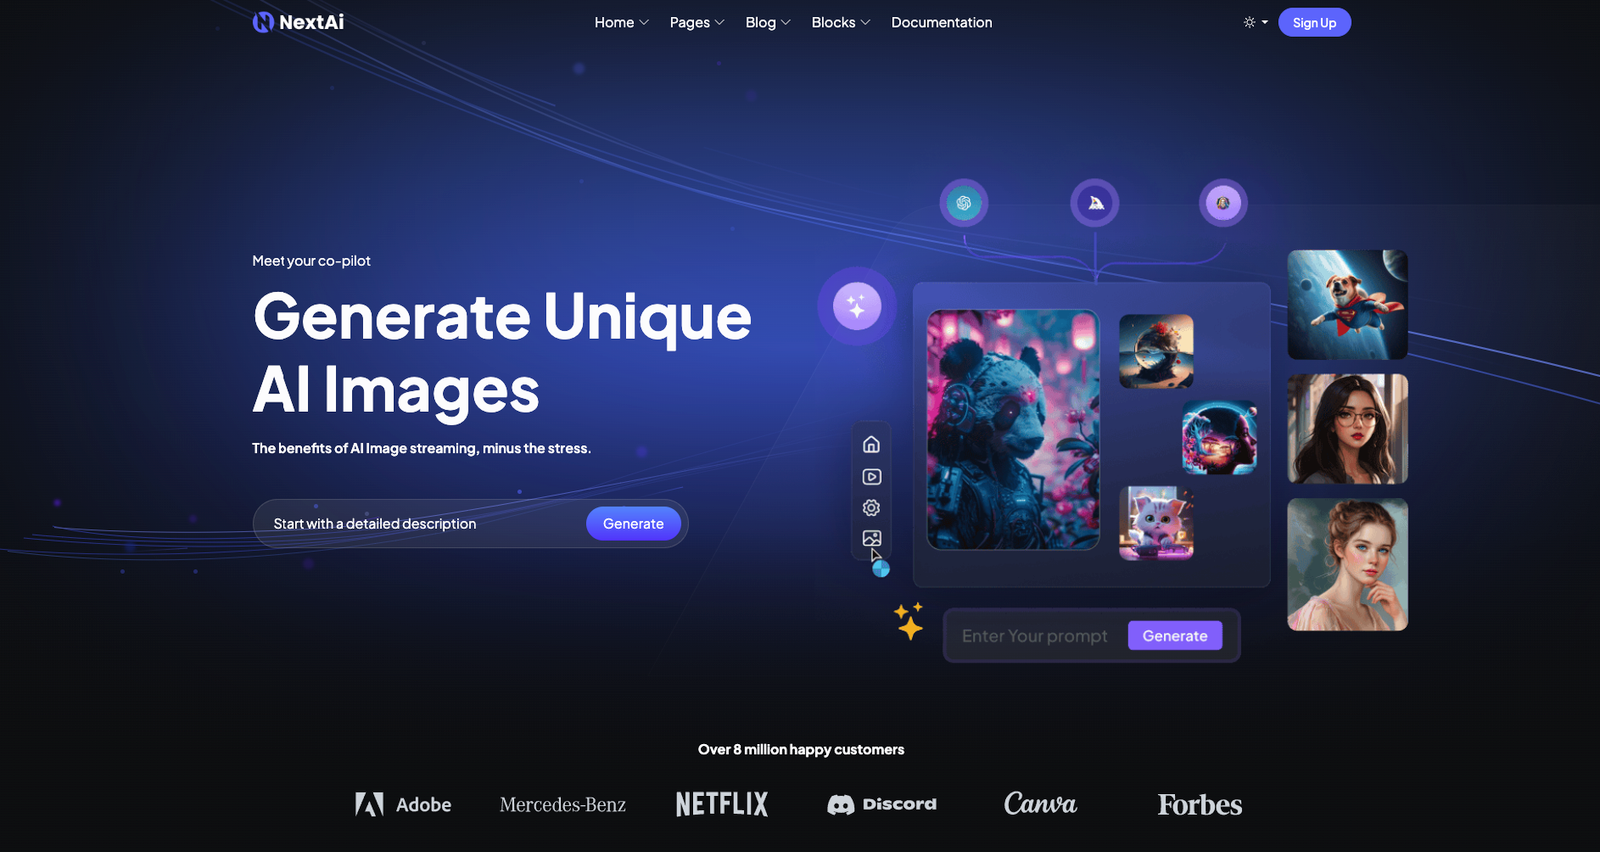 NextAi
Home
Pages
Blog
Blocks
Documentation
Sign Up
Meet your co-pilot
Generate Unique
AI Images
The benefits of AI Image streaming, minus the stress.
Start with a detailed description
Generate
Enter Your prompt
Generate
Over 8 million happy customers
Adobe
Mercedes-Benz
NETFLIX
Discord
Canva
Forbes